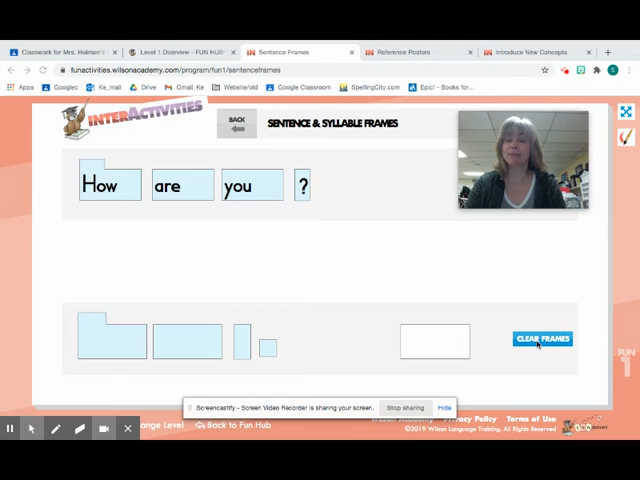 Classwork for Mrs. Holman's
Level 1 Overview - FUN HUB
Sentence Frames
Reference Posters
Introduce New Concepts
funactivities.wilsonacademy.com/program/fun1/sentenceframes
Apps
Googlec
Ke_mail
Drive
Gmail_Ke
Website/old
Google Classroom
SpellingCity.com
Epic! - Books for...
INTERACTIVITIES
BACK
SENTENCE & SYLLABLE FRAMES
How are you ?
CLEAR FRAMES
FUN 1
Screencastify - Screen Video Recorder is sharing your screen.
Stop sharing
Hide
Privacy Policy
Terms of Use
ange Level
Back to Fun Hub
©2019 Wilson Language Training. All Rights Reserved